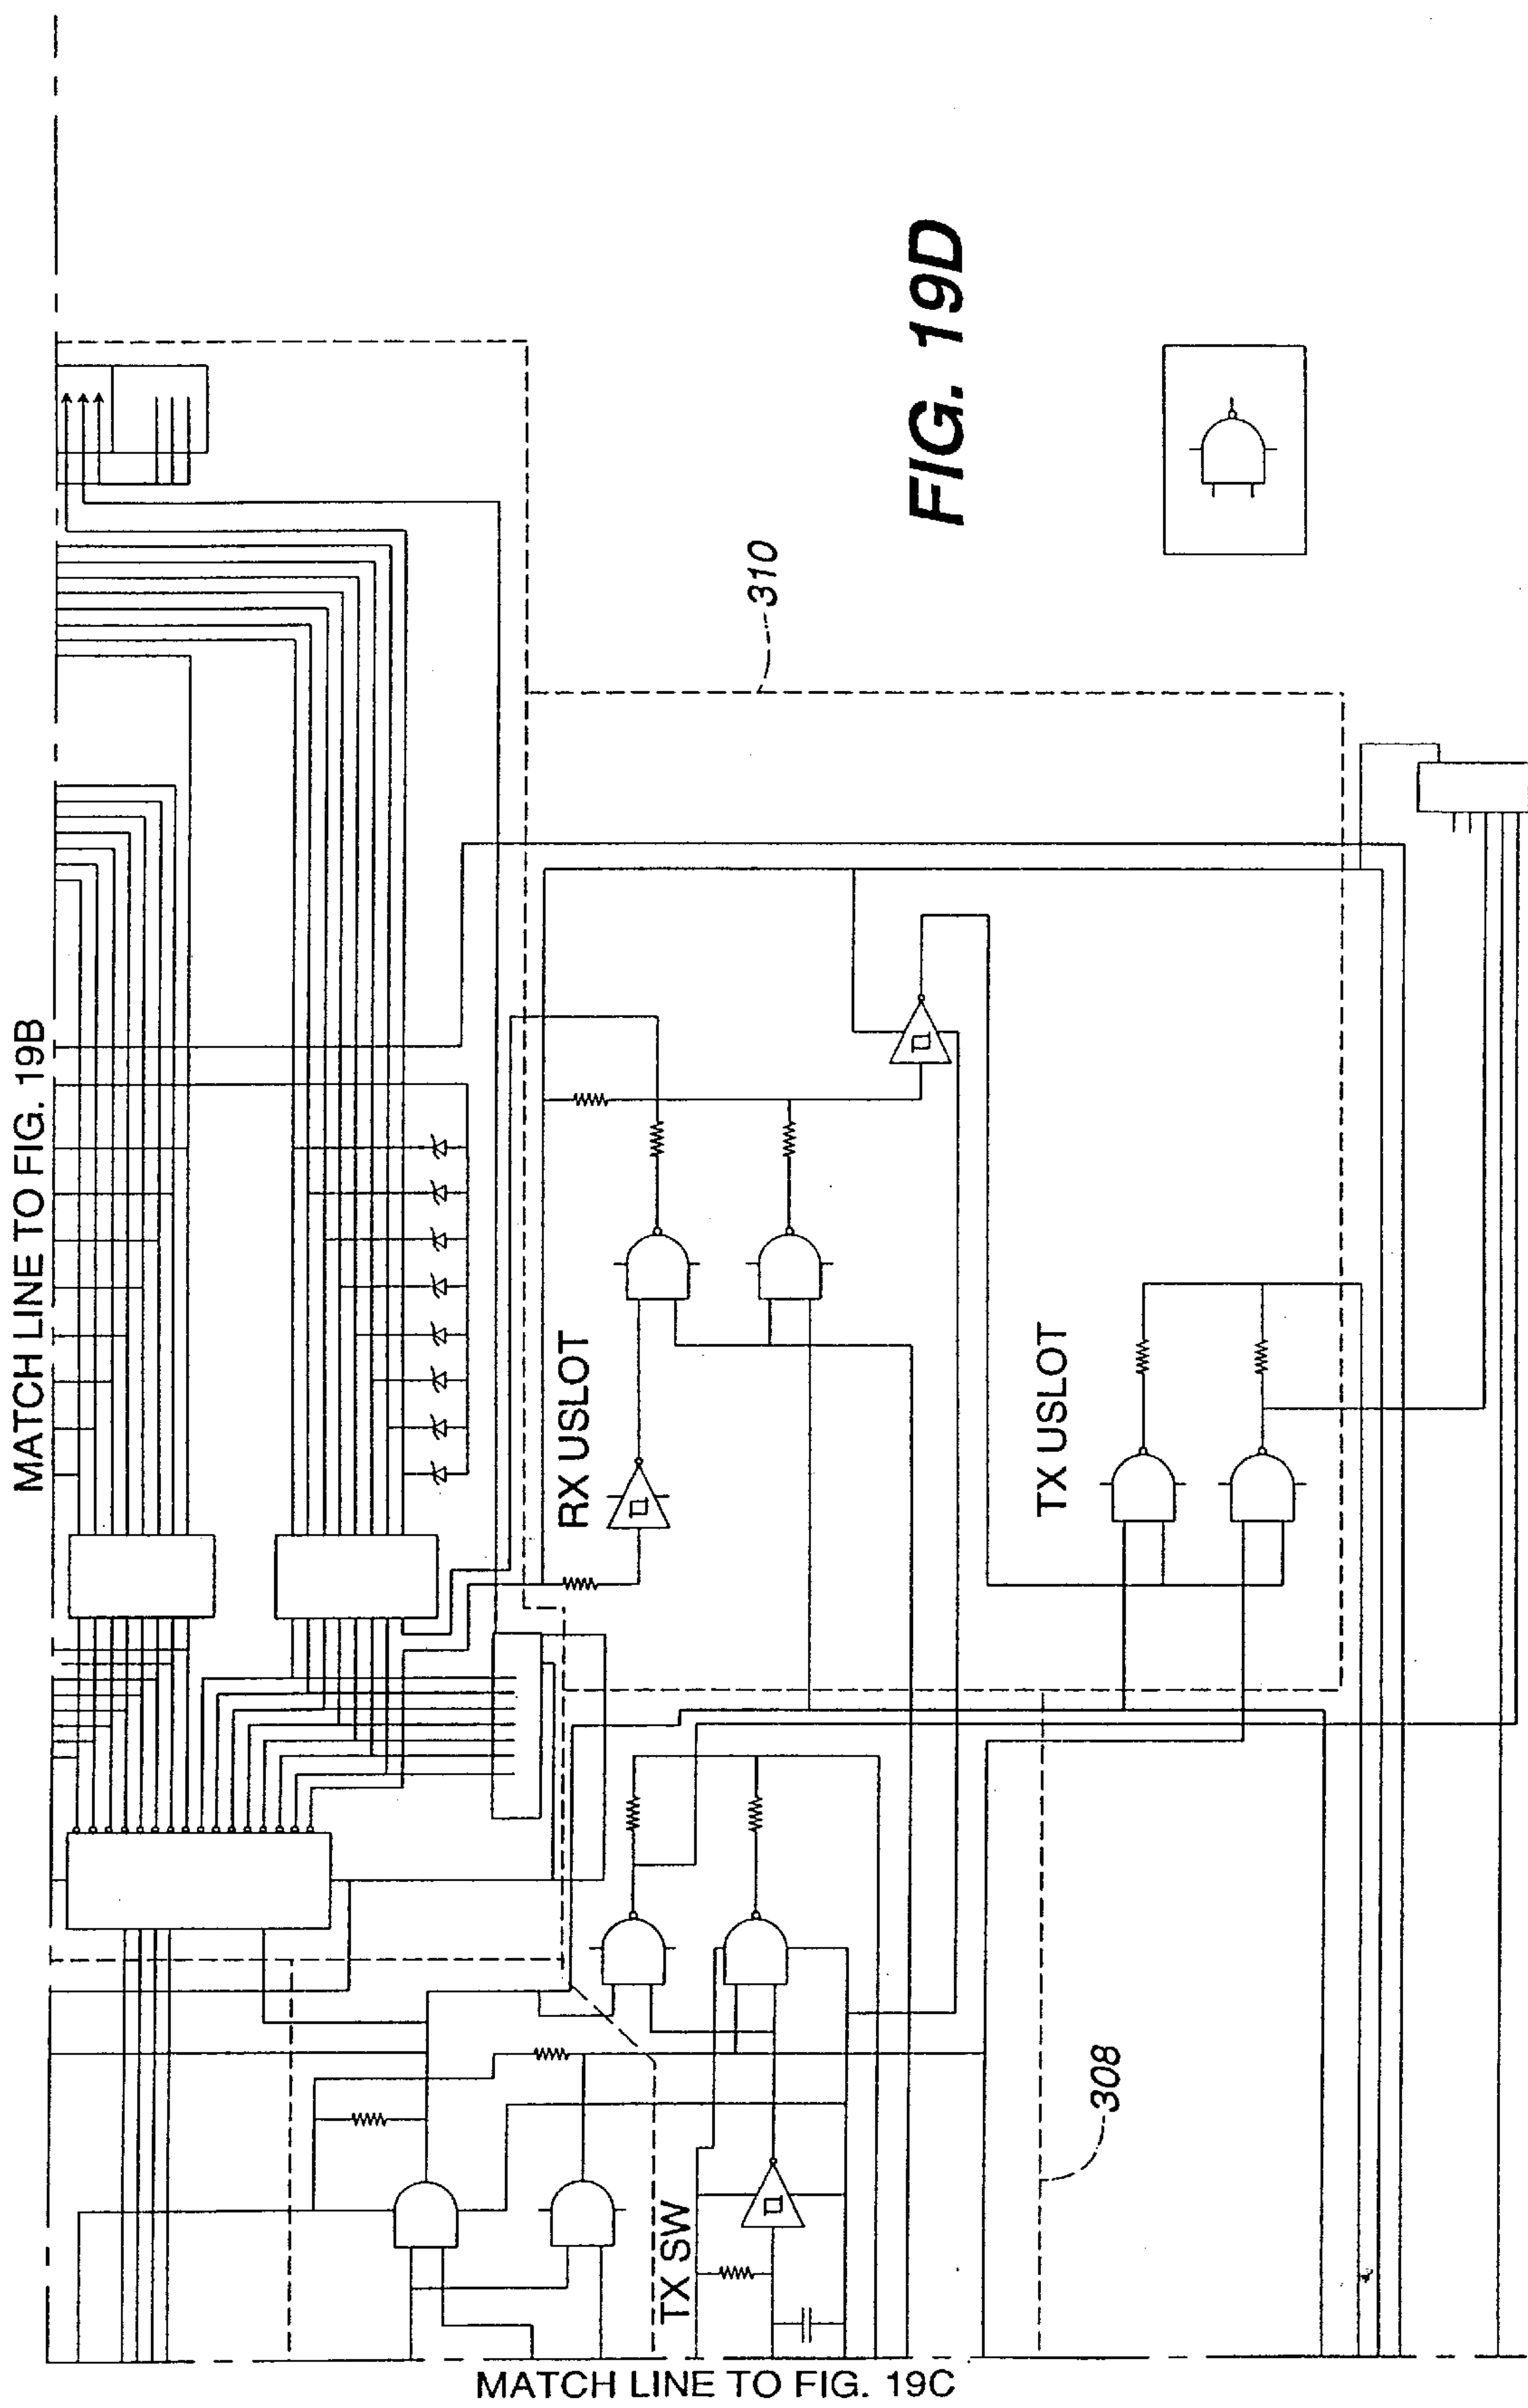 MATCH LINE TO FIG. 19B
FIG. 19D
310
RX USLOT
TX USLOT
TX SW
308
MATCH LINE TO FIG. 19C